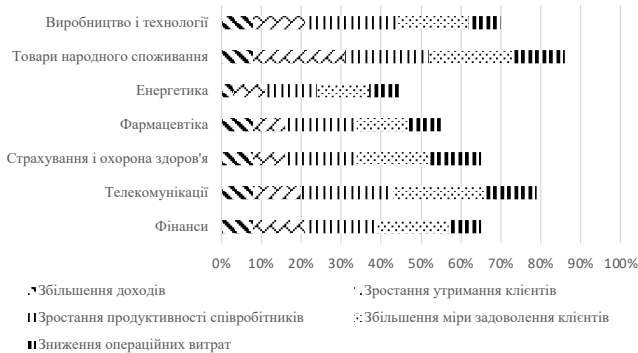 Виробництво і технології
Товари народного споживання
Енергетика
Фармацевтіка
Страхування і охорона здоров'я
Телекомунікації
Фінанси
0% 10% 20% 30% 40% 50% 60% 70% 80% 90% 100%
Збільшення доходів Зростання утримання клієнтів
Зростання продуктивності співробітників Збільшення міри задоволення клієнтів
Зниження операційних витрат